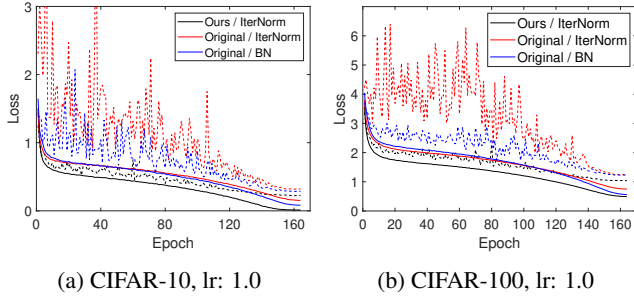 3
2
1
0
Loss
0
40
80
120
160
Epoch
Ours / IterNorm
Original / IterNorm
Original / BN
(a) CIFAR-10, lr: 1.0
7
6
5
4
3
2
1
0
Loss
0
20
40
60
80
100
120
140
160
Epoch
Ours / IterNorm
Original / IterNorm
Original / BN
(b) CIFAR-100, lr: 1.0